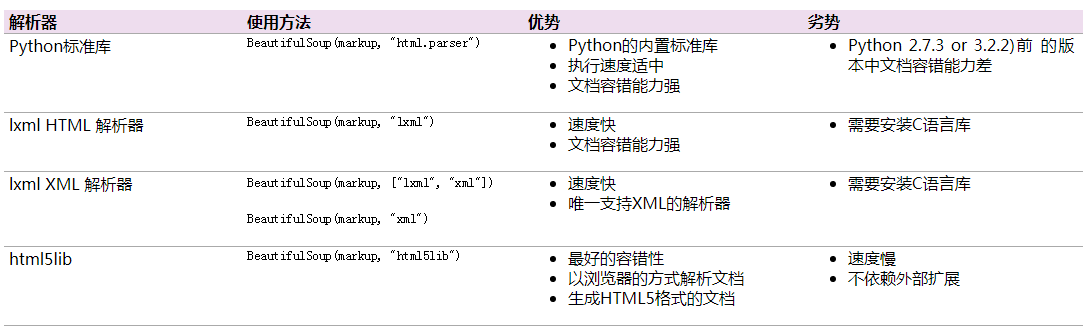 解析器 使用方法 优势 劣势
Python标准库 BeautifulSoup(markup, "html.parser")
Python的内置标准库
执行速度适中
文档容错能力强
Python 2.7.3 or 3.2.2)前 的版
本中文档容错能力差
lxml HTML 解析器 BeautifulSoup(markup, "lxml")
速度快
文档容错能力强
需要安装C语言库
lxml XML 解析器 BeautifulSoup(markup, ["lxml", "xml"])
BeautifulSoup(markup, "xml")
速度快
唯一支持XML的解析器
需要安装C语言库
html5lib BeautifulSoup(markup, "html5lib")
最好的容错性
以浏览器的方式解析文档
生成HTML5格式的文档
速度慢
不依赖外部扩展